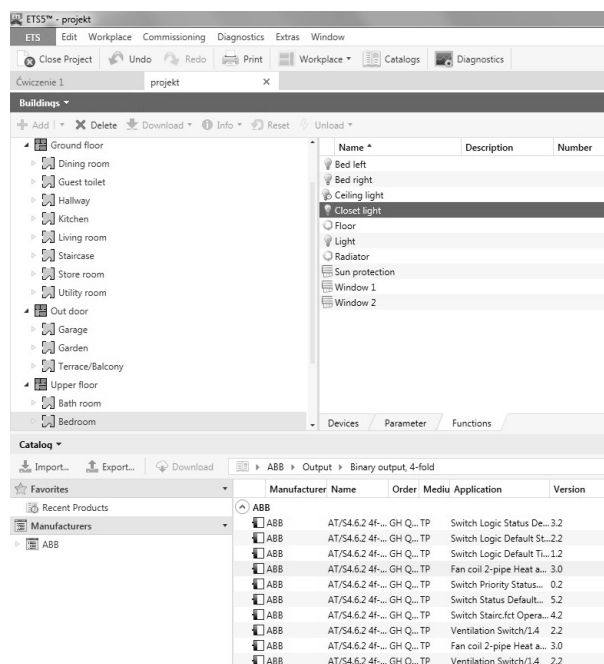 ETS5™ - projekt
ETS Edit Workplace Commissioning Diagnostics Extras Window
Close Project Undo Redo Print Workplace Catalogs Diagnostics
Ćwiczenie 1 projekt
Buildings
Add Delete Download Info Reset Unload
Ground floor
Dining room
Guest toilet
Hallway
Kitchen
Living room
Staircase
Store room
Utility room
Out door
Garage
Garden
Terrace/Balcony
Upper floor
Bath room
Bedroom
Name Description Number
Bed left
Bed right
Ceiling light
Closet light
Floor
Light
Radiator
Sun protection
Window 1
Window 2
Devices Parameter Functions
Catalog
Import... Export... Download ABB Output Binary output, 4-fold
Favorites
Recent Products
Manufacturers
ABB
Manufacturer Name Order Mediu Application Version
ABB
ABB AT/S4.6.2 4f-... GH Q... TP Switch Logic Status De... 3.2
ABB AT/S4.6.2 4f-... GH Q... TP Switch Logic Default St... 2.2
ABB AT/S4.6.2 4f-... GH Q... TP Switch Logic Default Ti... 1.2
ABB AT/S4.6.2 4f-... GH Q... TP Fan coil 2-pipe Heat a... 3.0
ABB AT/S4.6.2 4f-... GH Q... TP Switch Priority Status... 0.2
ABB AT/S4.6.2 4f-... GH Q... TP Switch Status Default... 5.2
ABB AT/S4.6.2 4f-... GH Q... TP Switch Stairc.fct Opera... 4.2
ABB AT/S4.6.2 4f-... GH Q... TP Ventilation Switch/1.4 2.2
ABB AT/S4.6.2 4f-... GH Q... TP Fan coil 2-pipe Heat a... 3.0
ABB AT/S4.6.2 4f-... GH Q... TP Ventilation Switch/1.4 2.2